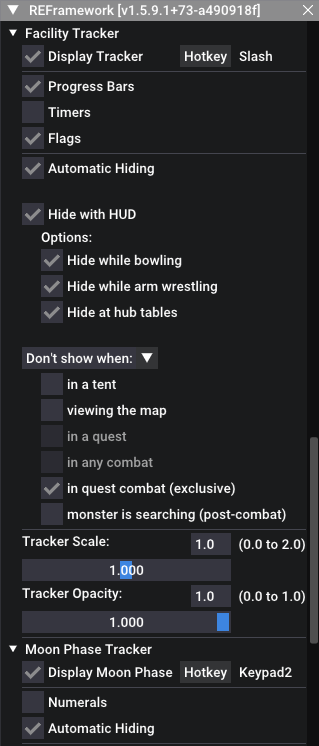 REFramework [v1.5.9.1+73-a490918f]
Facility Tracker
Display Tracker Hotkey Slash
Progress Bars
Timers
Flags
Automatic Hiding
Hide with HUD
Options:
Hide while bowling
Hide while arm wrestling
Hide at hub tables
Don't show when:
in a tent
viewing the map
in a quest
in any combat
in quest combat (exclusive)
monster is searching (post-combat)
Tracker Scale: 1.0 (0.0 to 2.0)
1.000
Tracker Opacity: 1.0 (0.0 to 1.0)
1.000
Moon Phase Tracker
Display Moon Phase Hotkey Keypad2
Numerals
Automatic Hiding